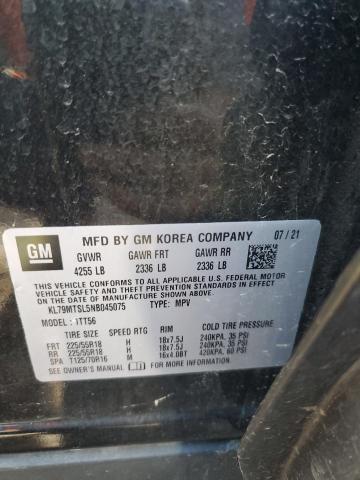 GM
MFD BY GM KOREA COMPANY 07/21
GVWR GAWR FRT GAWR RR
4255 LB 2336 LB 2336 LB
THIS VEHICLE CONFORMS TO ALL APPLICABLE U.S. FEDERAL MOTOR
VEHICLE SAFETY AND THEFT PREVENTION STANDARDS IN EFFECT
ON THE DATE OF MANUFACTURE SHOWN ABOVE.
KL79MTSL5NB045075 TYPE: MPV
MODEL: 1TT56
TIRE SIZE SPEED RTG RIM COLD TIRE PRESSURE
FRT 225/55R18 H 18x7.5J 240KPA, 35 PSI
RR 225/55R18 H 18x7.5J 240KPA, 35 PSI
SPA T125/70R16 M 16x4.0BT 420KPA, 60 PSI
SEE OWNER'S MANUAL FOR MORE INFORMATION